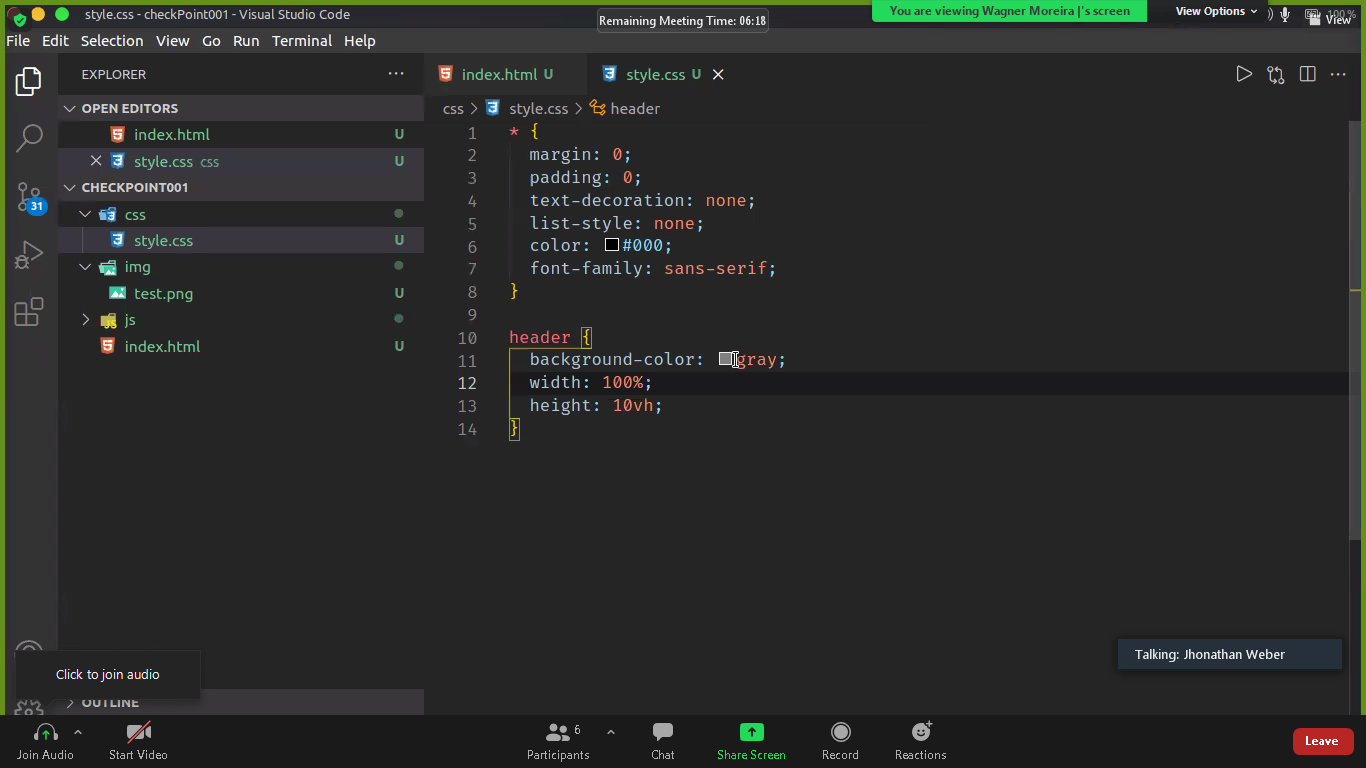 style.css - checkPoint001 - Visual Studio Code
Remaining Meeting Time: 06:18
You are viewing Wagner Moreira |'s screen
View Options
100%
View
File Edit Selection View Go Run Terminal Help
EXPLORER
index.html U
style.css U
OPEN EDITORS
index.html U
style.css css U
CHECKPOINT001
css
style.css U
img
test.png U
js
index.html U
31
css > style.css > header
1 * {
2 margin: 0;
3 padding: 0;
4 text-decoration: none;
5 list-style: none;
6 color: #000;
7 font-family: sans-serif;
8 }
9
10 header {
11 background-color: gray;
12 width: 100%;
13 height: 10vh;
14 }
Talking: Jhonathan Weber
Click to join audio
OUTLINE
Join Audio
Start Video
Participants 6
Chat
Share Screen
Record
Reactions
Leave